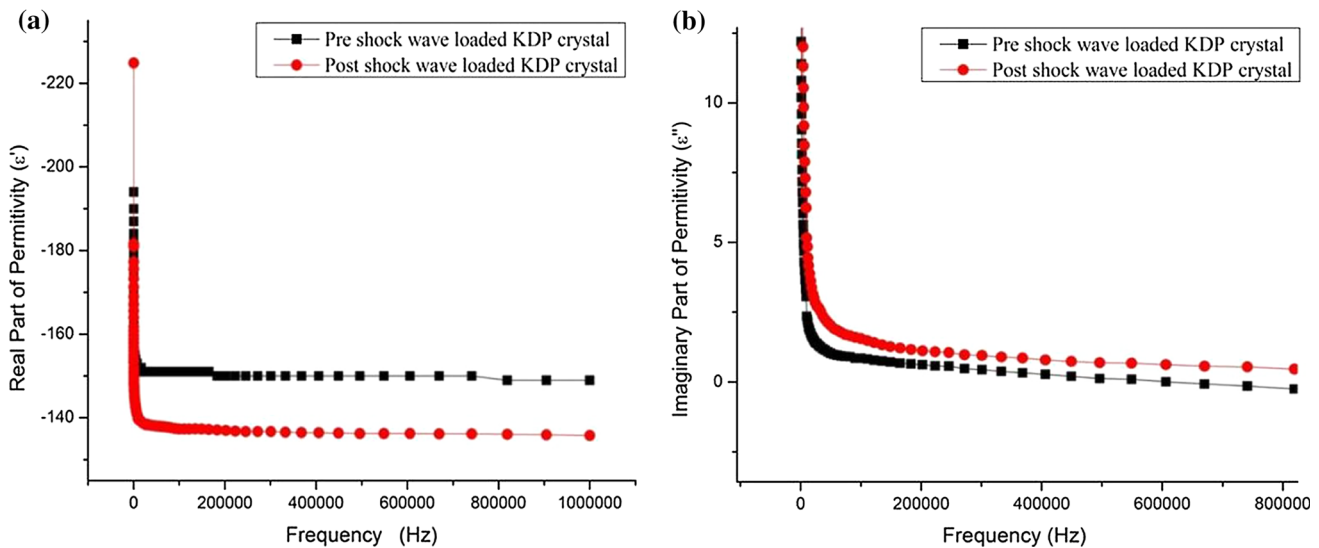 (a)
Pre shock wave loaded KDP crystal
Post shock wave loaded KDP crystal
Real Part of Permitivity (ε')
-220
-200
-180
-160
-140
0
200000
400000
600000
800000
1000000
Frequency (Hz)
(b)
Pre shock wave loaded KDP crystal
Post shock wave loaded KDP crystal
Imaginary Part of Permitivity (ε")
10
5
0
0
200000
400000
600000
800000
Frequency (Hz)